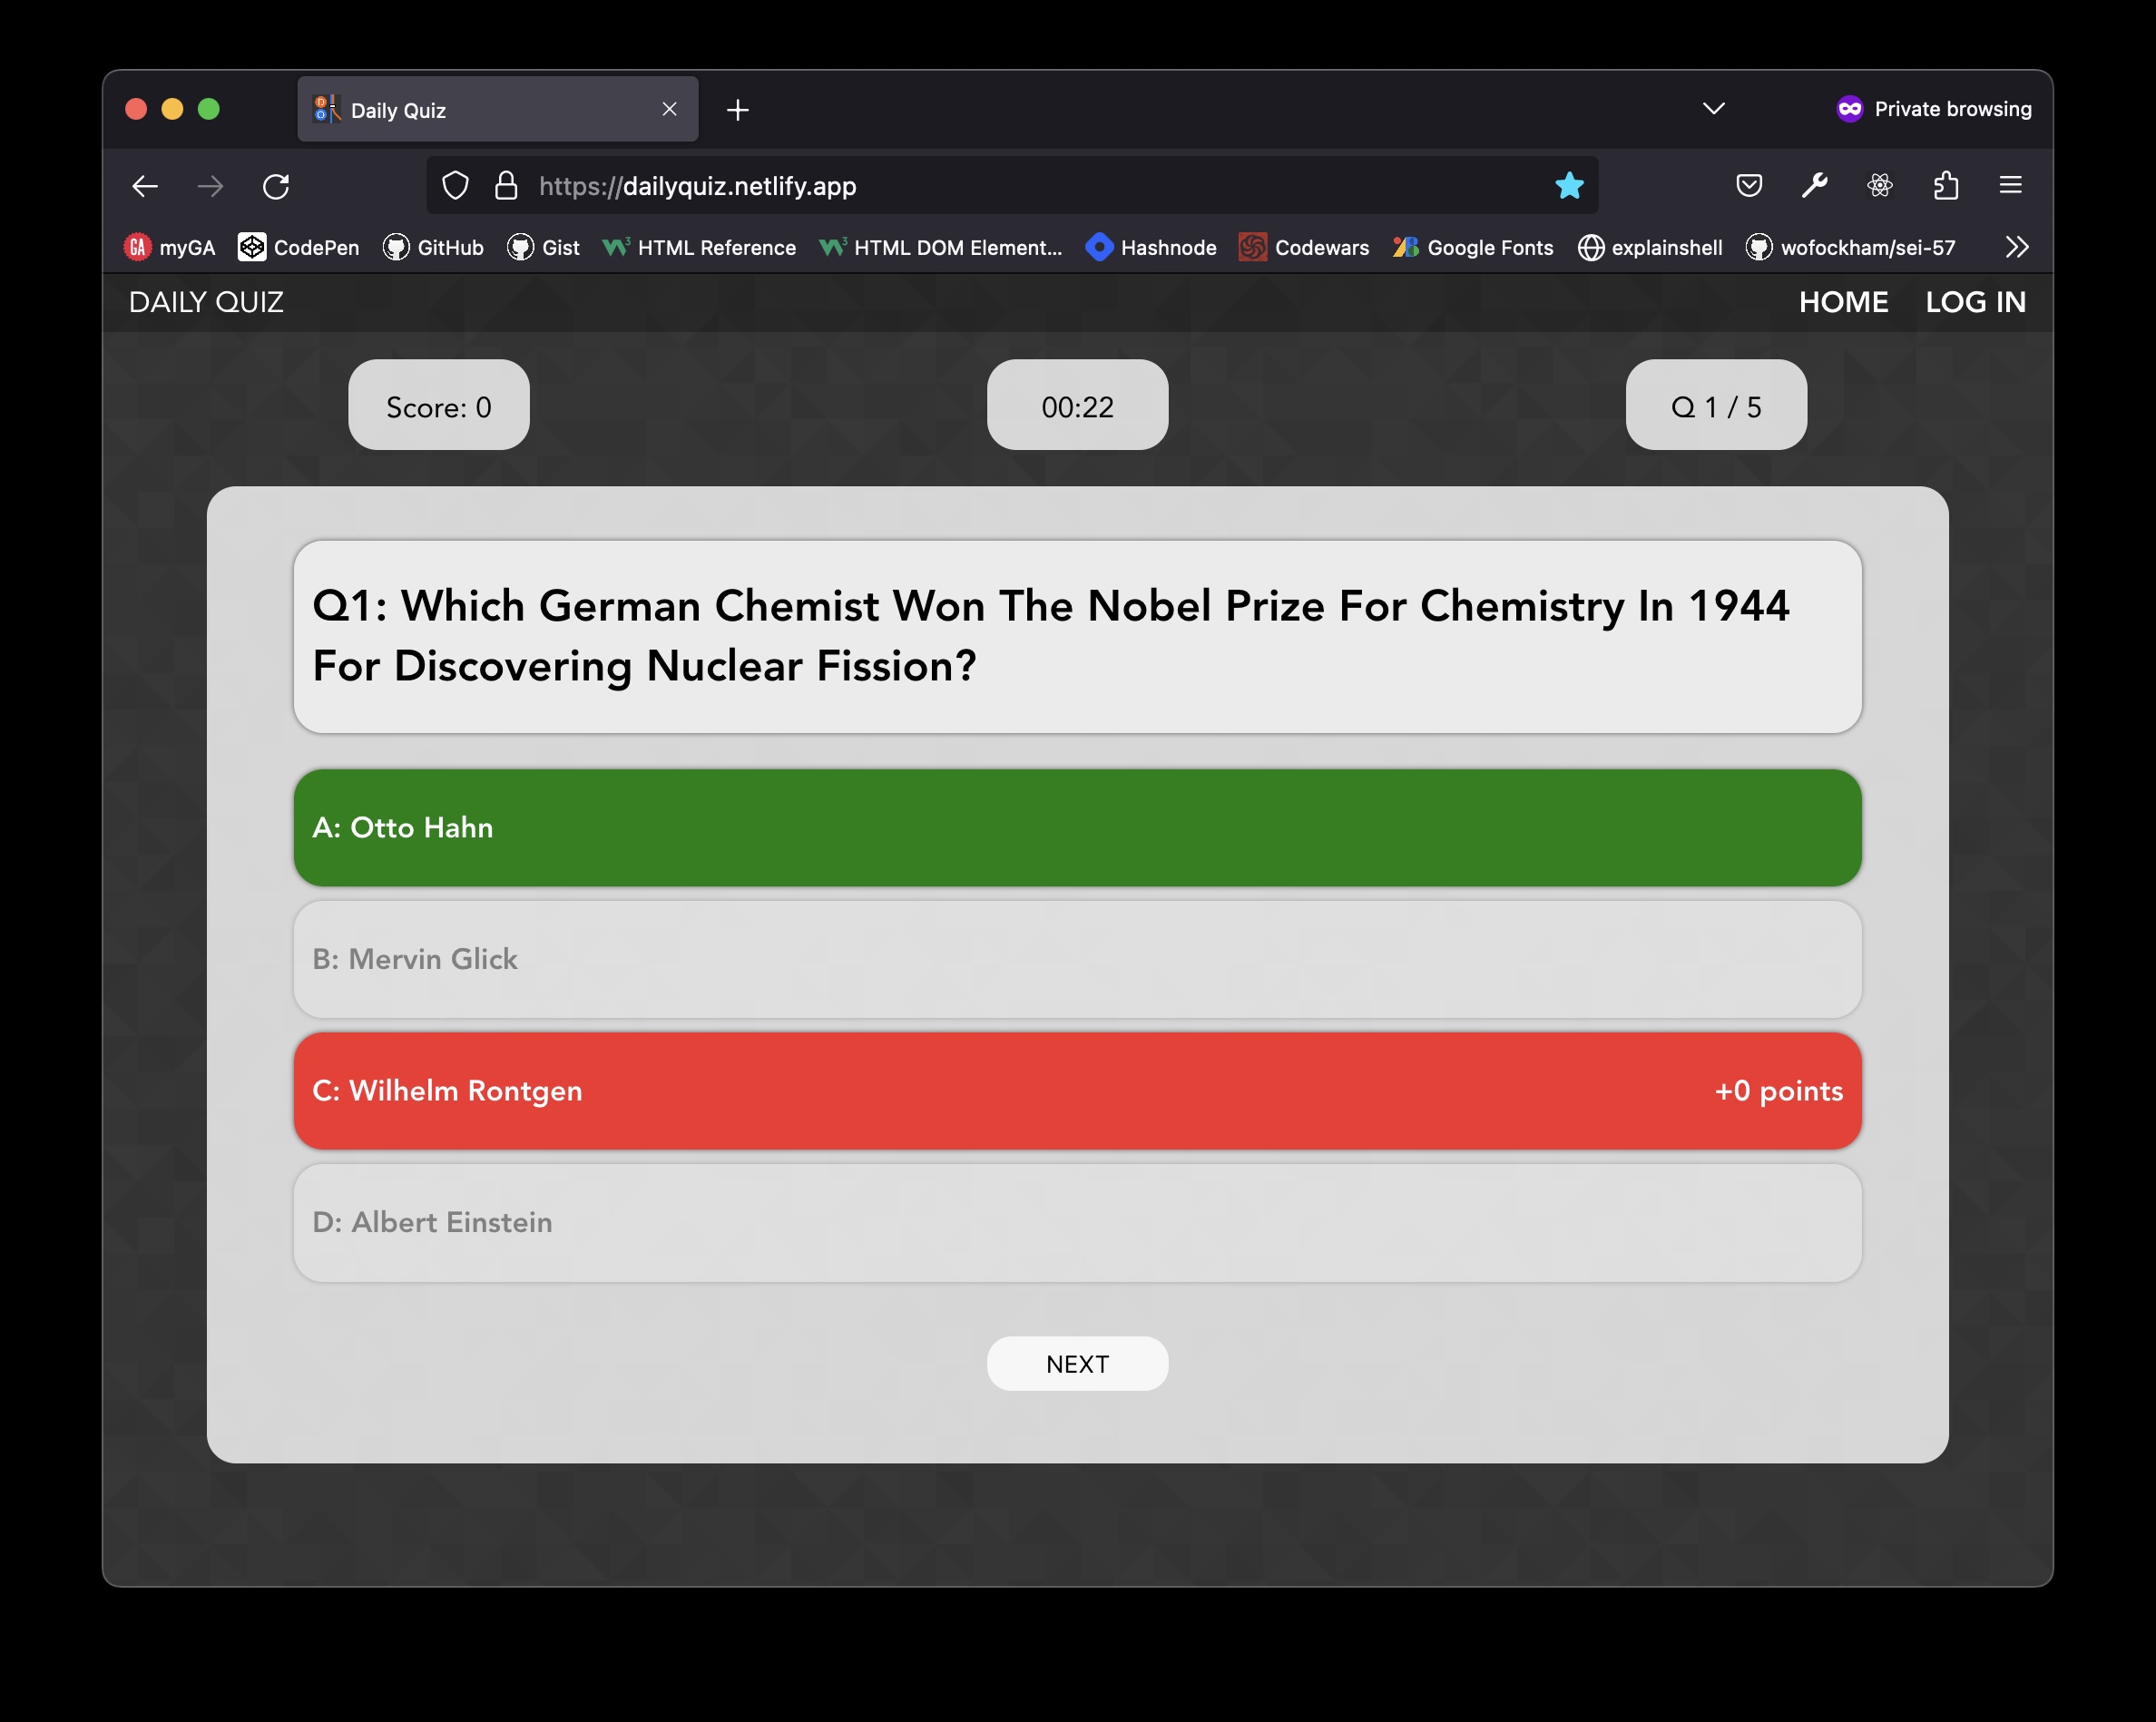 Daily Quiz
Private browsing
https://dailyquiz.netlify.app
GA myGA CodePen GitHub Gist W3 HTML Reference W3 HTML DOM Element... Hashnode Codewars Google Fonts explainshell wofockham/sei-57
DAILY QUIZ HOME LOG IN
Score: 0 00:22 Q 1 / 5
Q1: Which German Chemist Won The Nobel Prize For Chemistry In 1944
For Discovering Nuclear Fission?
A: Otto Hahn
B: Mervin Glick
C: Wilhelm Rontgen +0 points
D: Albert Einstein
NEXT